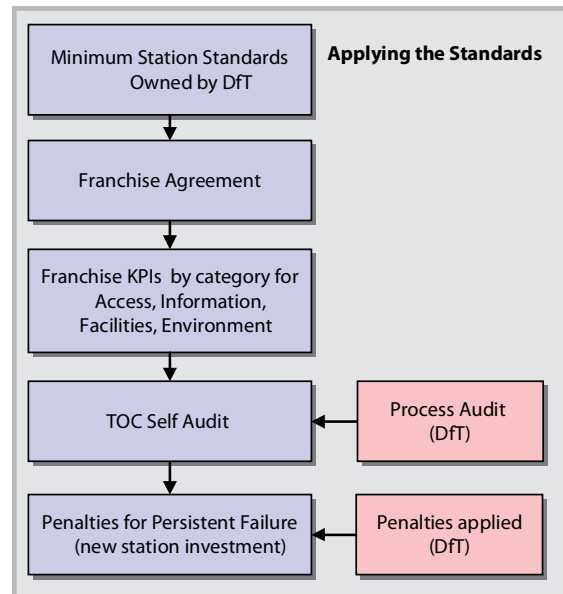 Applying the Standards
Minimum Station Standards
Owned by DfT
Franchise Agreement
Franchise KPIs by category for
Access, Information,
Facilities, Environment
TOC Self Audit
Process Audit
(DfT)
Penalties for Persistent Failure
(new station investment)
Penalties applied
(DfT)